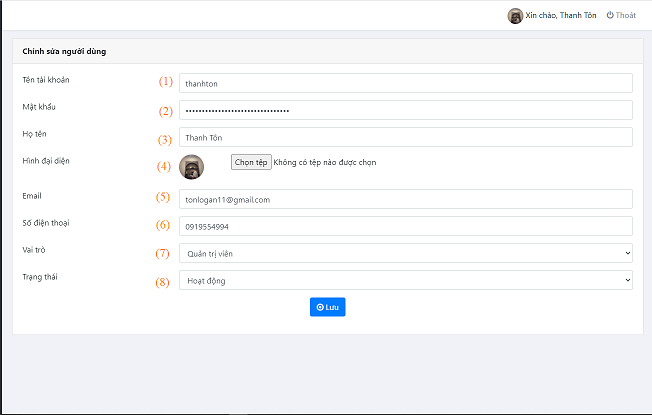 Xin chào, Thanh Tôn Thoát
Chỉnh sửa người dùng
Tên tài khoản (1) thanhton
Mật khẩu (2) ••••••••••••••••••••••••••••••••
Họ tên (3) Thanh Tôn
Hình đại diện (4) Chọn tệp Không có tệp nào được chọn
Email (5) tonlogan11@gmail.com
Số điện thoại (6) 0919554994
Vai trò (7) Quản trị viên
Trạng thái (8) Hoạt động
Lưu